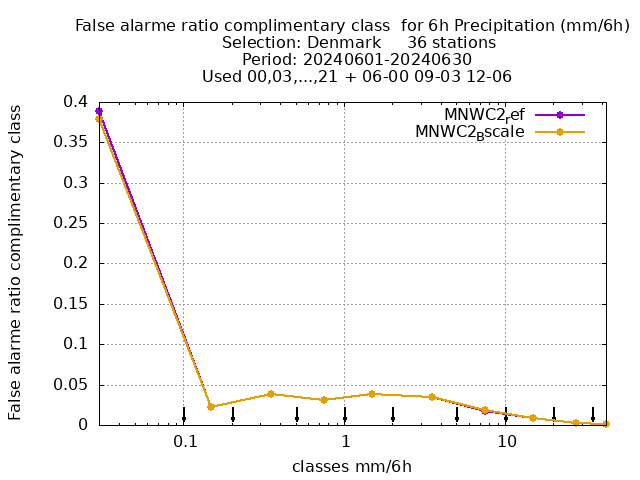 False alarme ratio complimentary class  for 6h Precipitation (mm/6h)
Selection: Denmark     36 stations
Period: 20240601-20240630
Used 00,03,...,21 + 06-00 09-03 12-06
MNWC2ref
MNWC2Bscale
False alarme ratio complimentary class
0.4
0.35
0.3
0.25
0.2
0.15
0.1
0.05
0
0.1
1
10
classes mm/6h